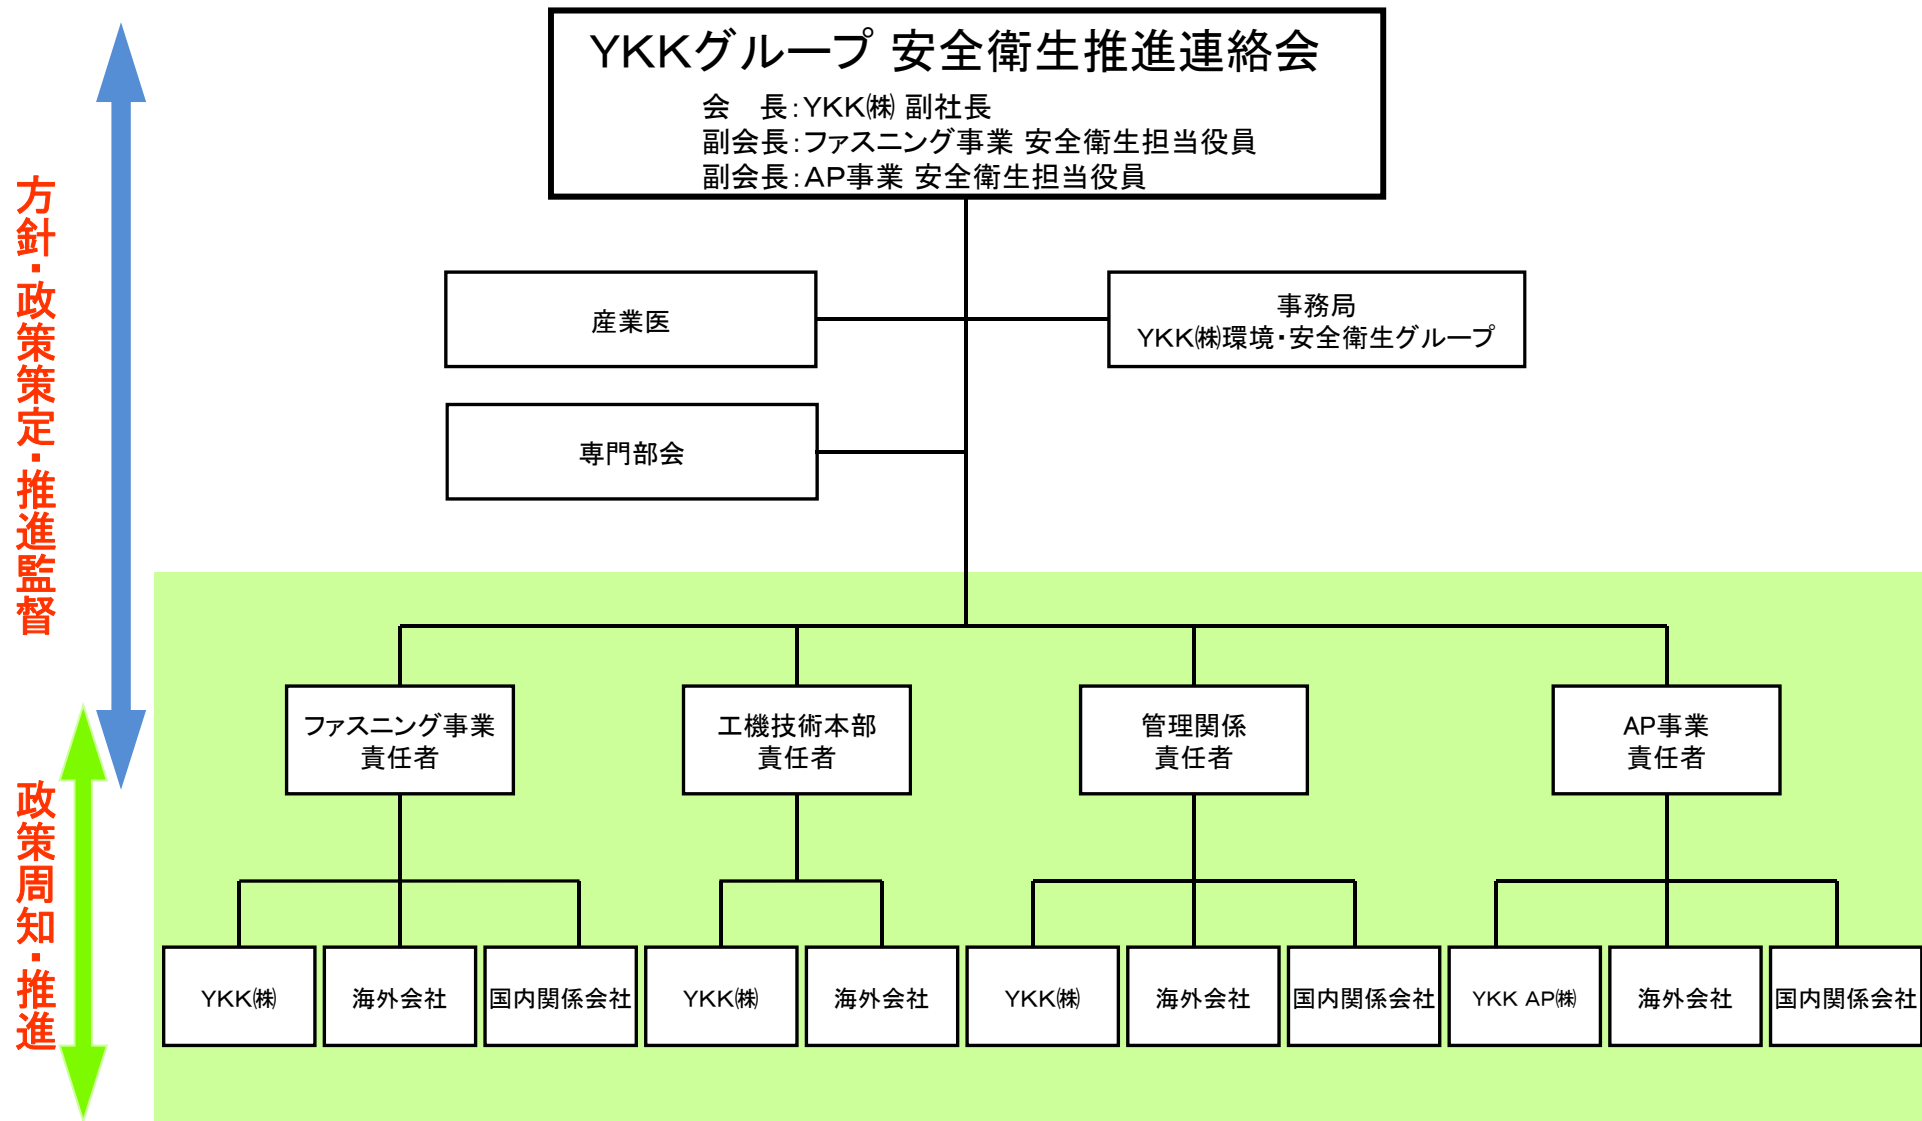 YKKグループ 安全衛生推進連絡会
会　長：YKK㈱ 副社長
副会長：ファスニング事業 安全衛生担当役員
副会長：AP事業 安全衛生担当役員
方針・政策策定・推進監督
産業医
事務局
YKK㈱環境・安全衛生グループ
専門部会
ファスニング事業
責任者
工機技術本部
責任者
管理関係
責任者
AP事業
責任者
政策周知・推進
YKK㈱
海外会社
国内関係会社
YKK㈱
海外会社
YKK㈱
海外会社
国内関係会社
YKK AP㈱
海外会社
国内関係会社